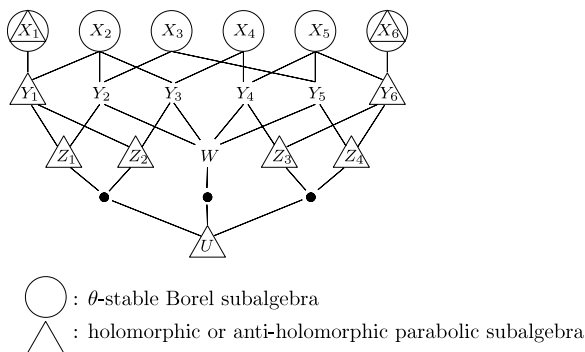 X₁ X₂ X₃ X₄ X₅ X₆
Y₁ Y₂ Y₃ Y₄ Y₅ Y₆
Z₁ Z₂ W Z₃ Z₄
U
: θ-stable Borel subalgebra
: holomorphic or anti-holomorphic parabolic subalgebra